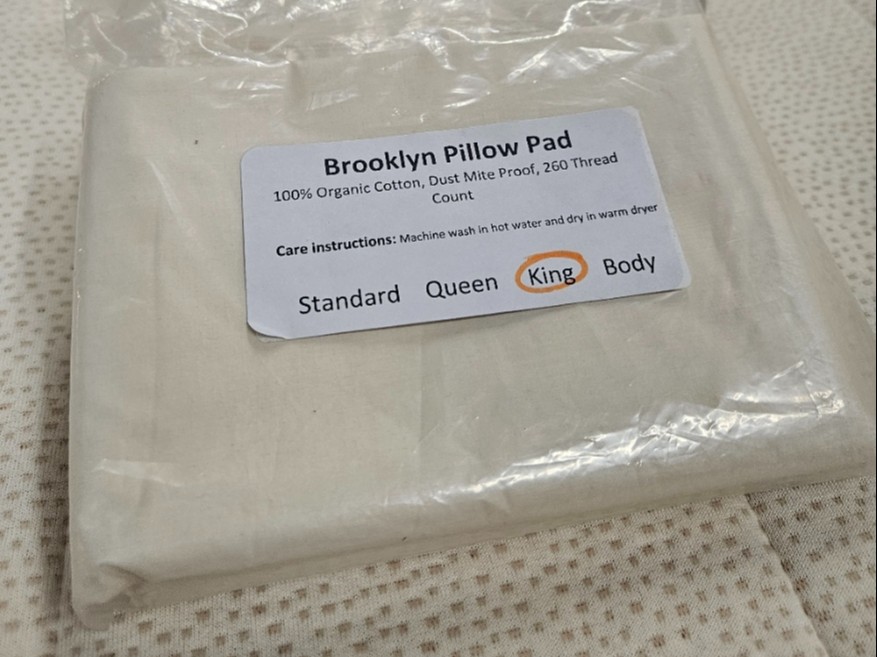 Brooklyn Pillow Pad
100% Organic Cotton, Dust Mite Proof, 260 Thread
Count
Care instructions: Machine wash in hot water and dry in warm dryer
Standard Queen King Body